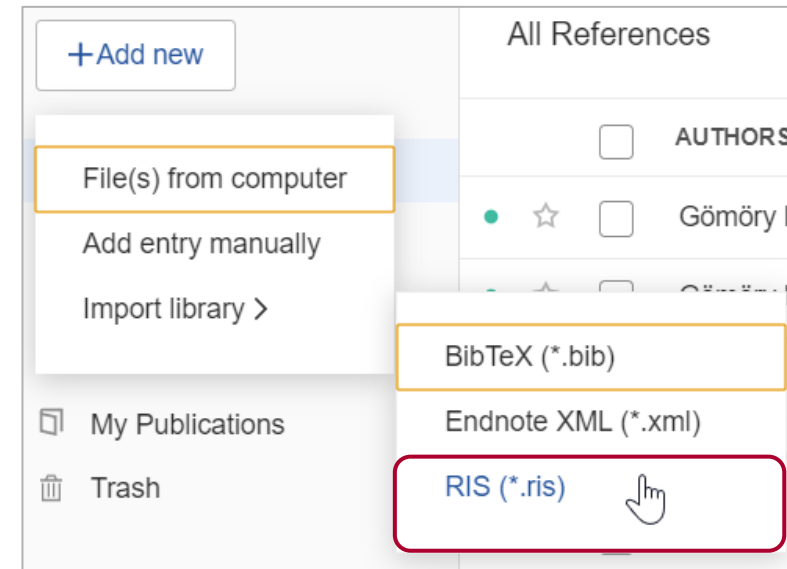 +Add new
File(s) from computer
Add entry manually
Import library >
My Publications
Trash
All References
AUTHORS
Gömöry
BibTeX (*.bib)
Endnote XML (*.xml)
RIS (*.ris)